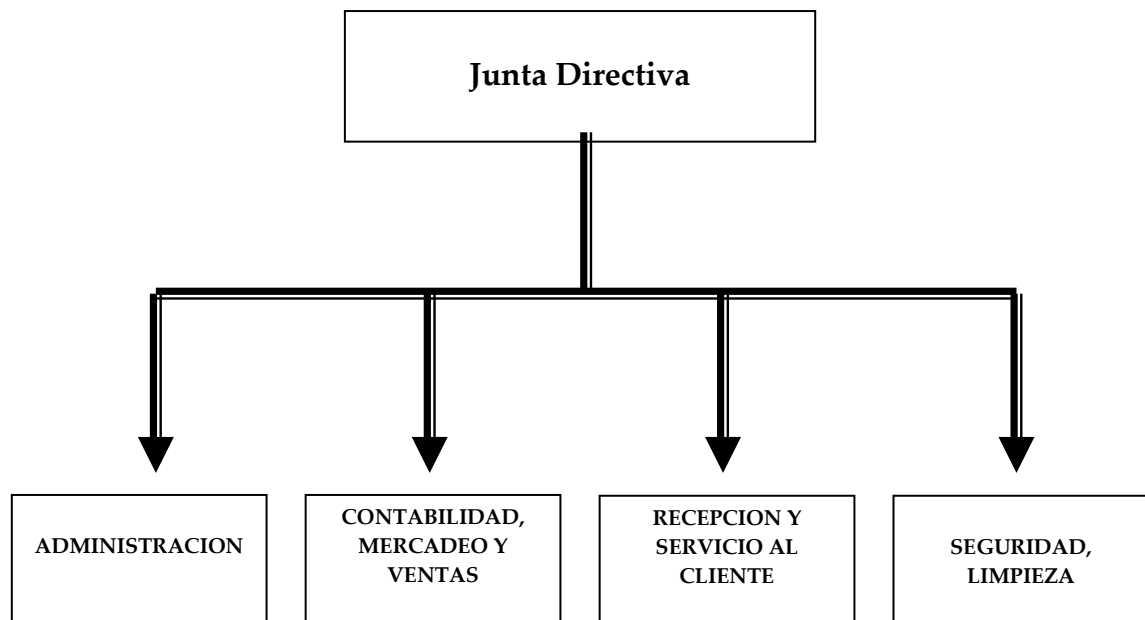 Junta Directiva
ADMINISTRACION
CONTABILIDAD,
MERCADEO Y
VENTAS
RECEPCION Y
SERVICIO AL
CLIENTE
SEGURIDAD,
LIMPIEZA